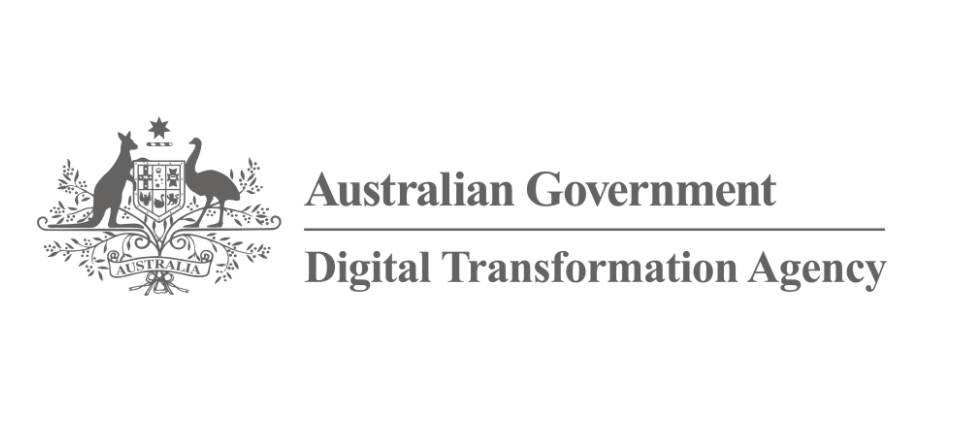 Australian Government
Digital Transformation Agency
AUSTRALIA